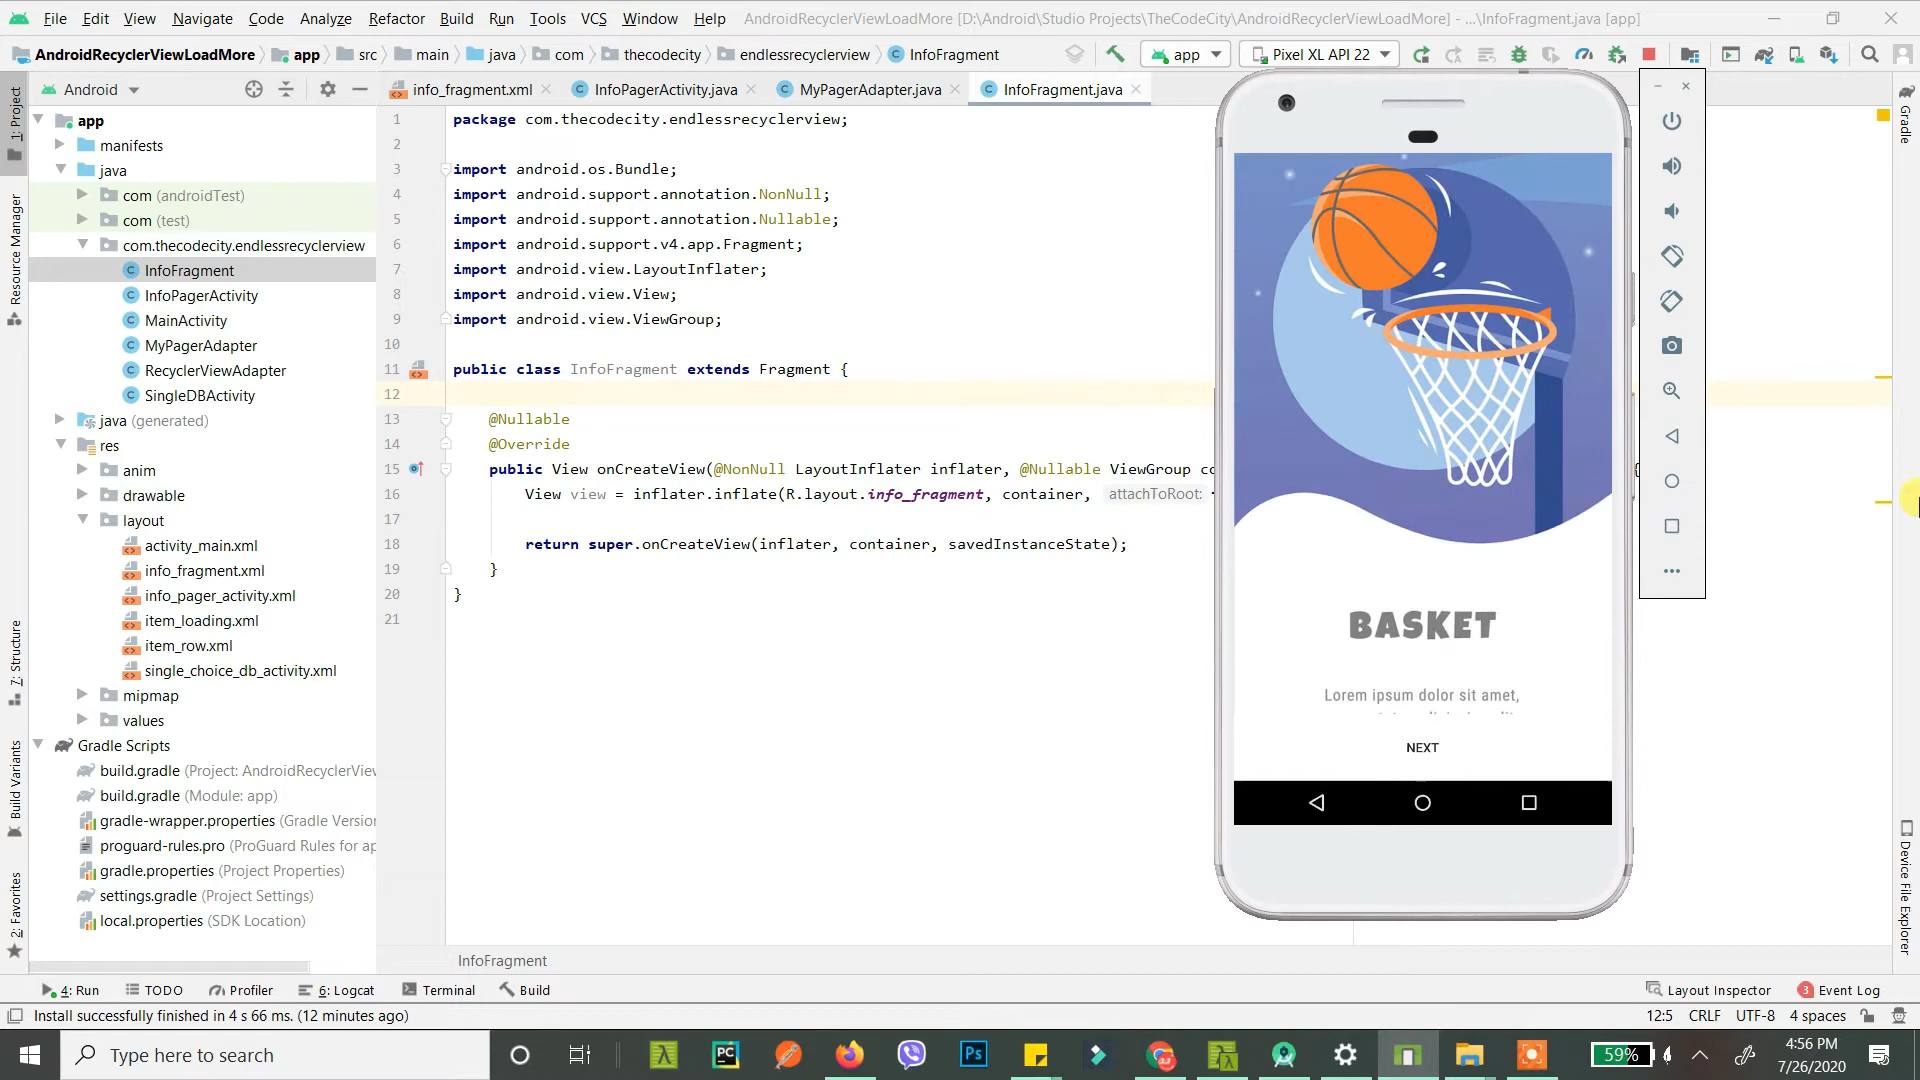 File Edit View Navigate Code Analyze Refactor Build Run Tools VCS Window Help AndroidRecyclerViewLoadMore [D:\Android\Studio Projects\TheCodeCity\AndroidRecyclerViewLoadMore] - ...\InfoFragment.java [app]
AndroidRecyclerViewLoadMore app src main java com thecodecity endlessrecyclerview InfoFragment app Pixel XL API 22
Android info_fragment.xml InfoPagerActivity.java MyPagerAdapter.java InfoFragment.java
1: Project
Resource Manager
7: Structure
Build Variants
2: Favorites
app
manifests
java
com (androidTest)
com (test)
com.thecodecity.endlessrecyclerview
InfoFragment
InfoPagerActivity
MainActivity
MyPagerAdapter
RecyclerViewAdapter
SingleDBActivity
java (generated)
res
anim
drawable
layout
activity_main.xml
info_fragment.xml
info_pager_activity.xml
item_loading.xml
item_row.xml
single_choice_db_activity.xml
mipmap
values
Gradle Scripts
build.gradle (Project: AndroidRecyclerView
build.gradle (Module: app)
gradle-wrapper.properties (Gradle Version
proguard-rules.pro (ProGuard Rules for ap
gradle.properties (Project Properties)
settings.gradle (Project Settings)
local.properties (SDK Location)
1 package com.thecodecity.endlessrecyclerview;
2
3 import android.os.Bundle;
4 import android.support.annotation.NonNull;
5 import android.support.annotation.Nullable;
6 import android.support.v4.app.Fragment;
7 import android.view.LayoutInflater;
8 import android.view.View;
9 import android.view.ViewGroup;
10
11 public class InfoFragment extends Fragment {
12
13 @Nullable
14 @Override
15 public View onCreateView(@NonNull LayoutInflater inflater, @Nullable ViewGroup co {
16 View view = inflater.inflate(R.layout.info_fragment, container, attachToRoot:
17
18 return super.onCreateView(inflater, container, savedInstanceState);
19 }
20 }
21
BASKET
Lorem ipsum dolor sit amet,
NEXT
Gradle
Device File Explorer
InfoFragment
4: Run TODO Profiler 6: Logcat Terminal Build Layout Inspector 3 Event Log
Install successfully finished in 4 s 66 ms. (12 minutes ago) 12:5 CRLF UTF-8 4 spaces
Type here to search PC Ps 59% 4:56 PM
7/26/2020